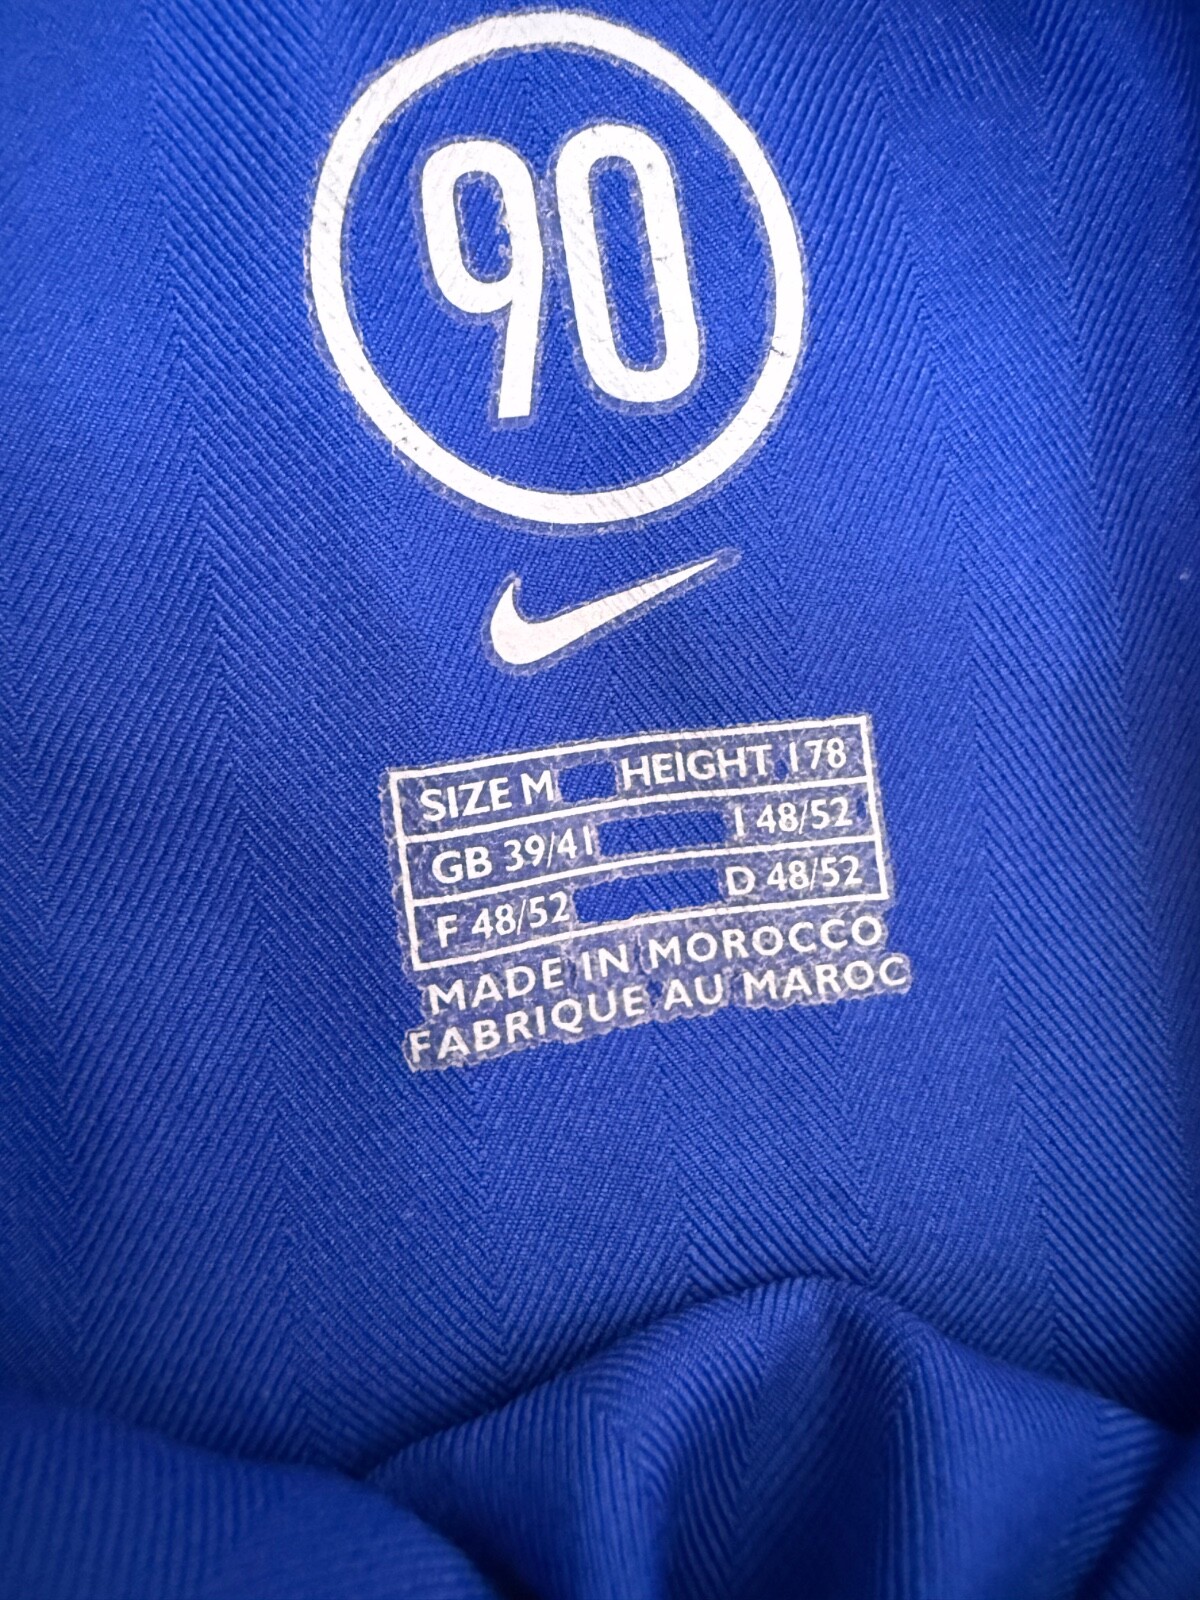 90
SIZE M HEIGHT 178
GB 39/41 I 48/52
F 48/52 D 48/52
MADE IN MOROCCO
FABRIQUE AU MAROC